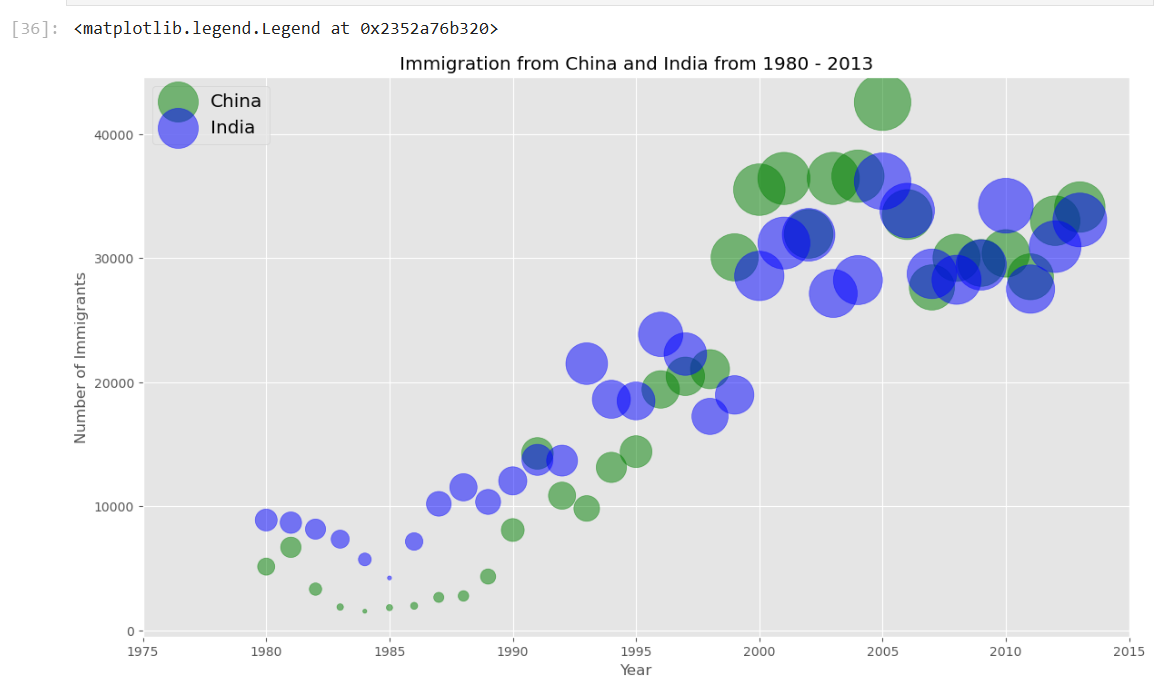 [36]: <matplotlib.legend.Legend at 0x2352a76b320>
Immigration from China and India from 1980 - 2013
China
India
40000
30000
20000
10000
0
Number of Immigrants
1975 1980 1985 1990 1995 2000 2005 2010 2015
Year